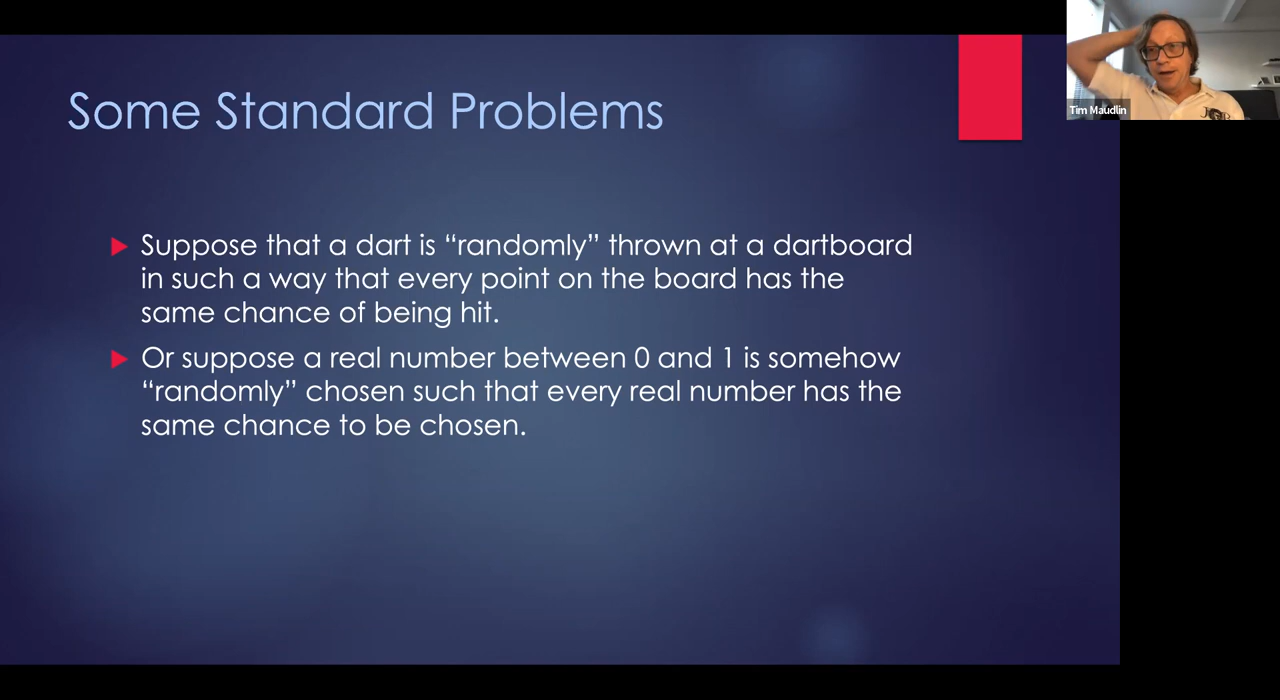 Some Standard Problems
Suppose that a dart is “randomly” thrown at a dartboard
in such a way that every point on the board has the
same chance of being hit.
Or suppose a real number between 0 and 1 is somehow
“randomly” chosen such that every real number has the
same chance to be chosen.
Tim Maudlin